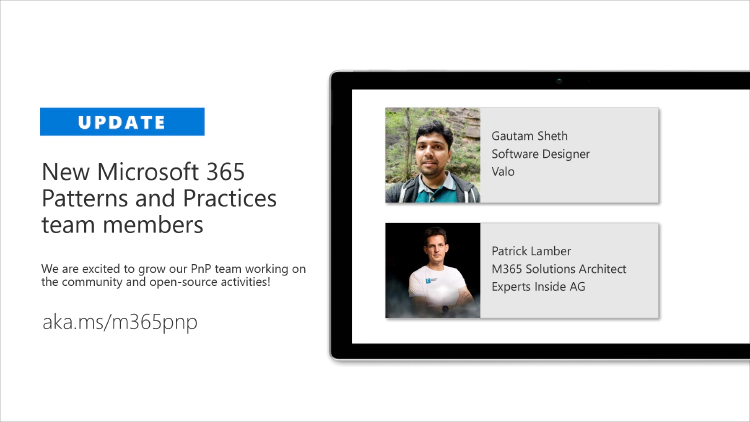 UPDATE
New Microsoft 365
Patterns and Practices
team members
We are excited to grow our PnP team working on
the community and open-source activities!
aka.ms/m365pnp
Gautam Sheth
Software Designer
Valo
Patrick Lamber
M365 Solutions Architect
Experts Inside AG